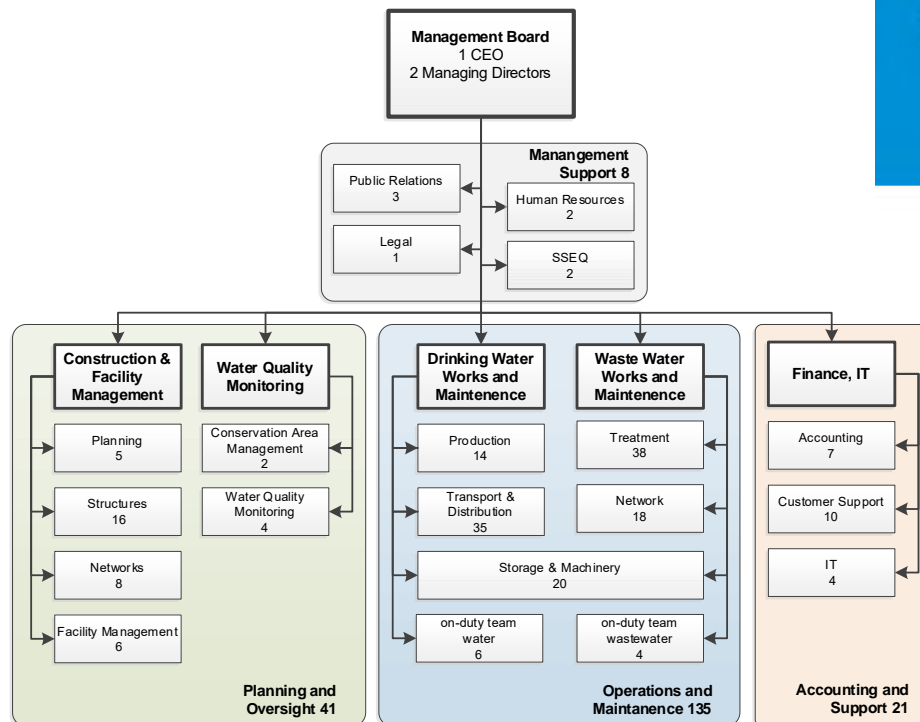 Management Board
1 CEO
2 Managing Directors
Manangement
Support 8
Public Relations
3
Human Resources
2
Legal
1
SSEQ
2
Construction &
Facility
Management
Planning
5
Structures
16
Networks
8
Facility Management
6
Water Quality
Monitoring
Conservation Area
Management
2
Water Quality
Monitoring
4
Planning and
Oversight 41
Drinking Water
Works and
Maintenence
Production
14
Transport &
Distribution
35
Waste Water
Works and
Maintenence
Treatment
38
Network
18
Storage & Machinery
20
on-duty team
water
6
on-duty team
wastewater
4
Operations and
Maintanence 135
Finance, IT
Accounting
7
Customer Support
10
IT
4
Accounting and
Support 21